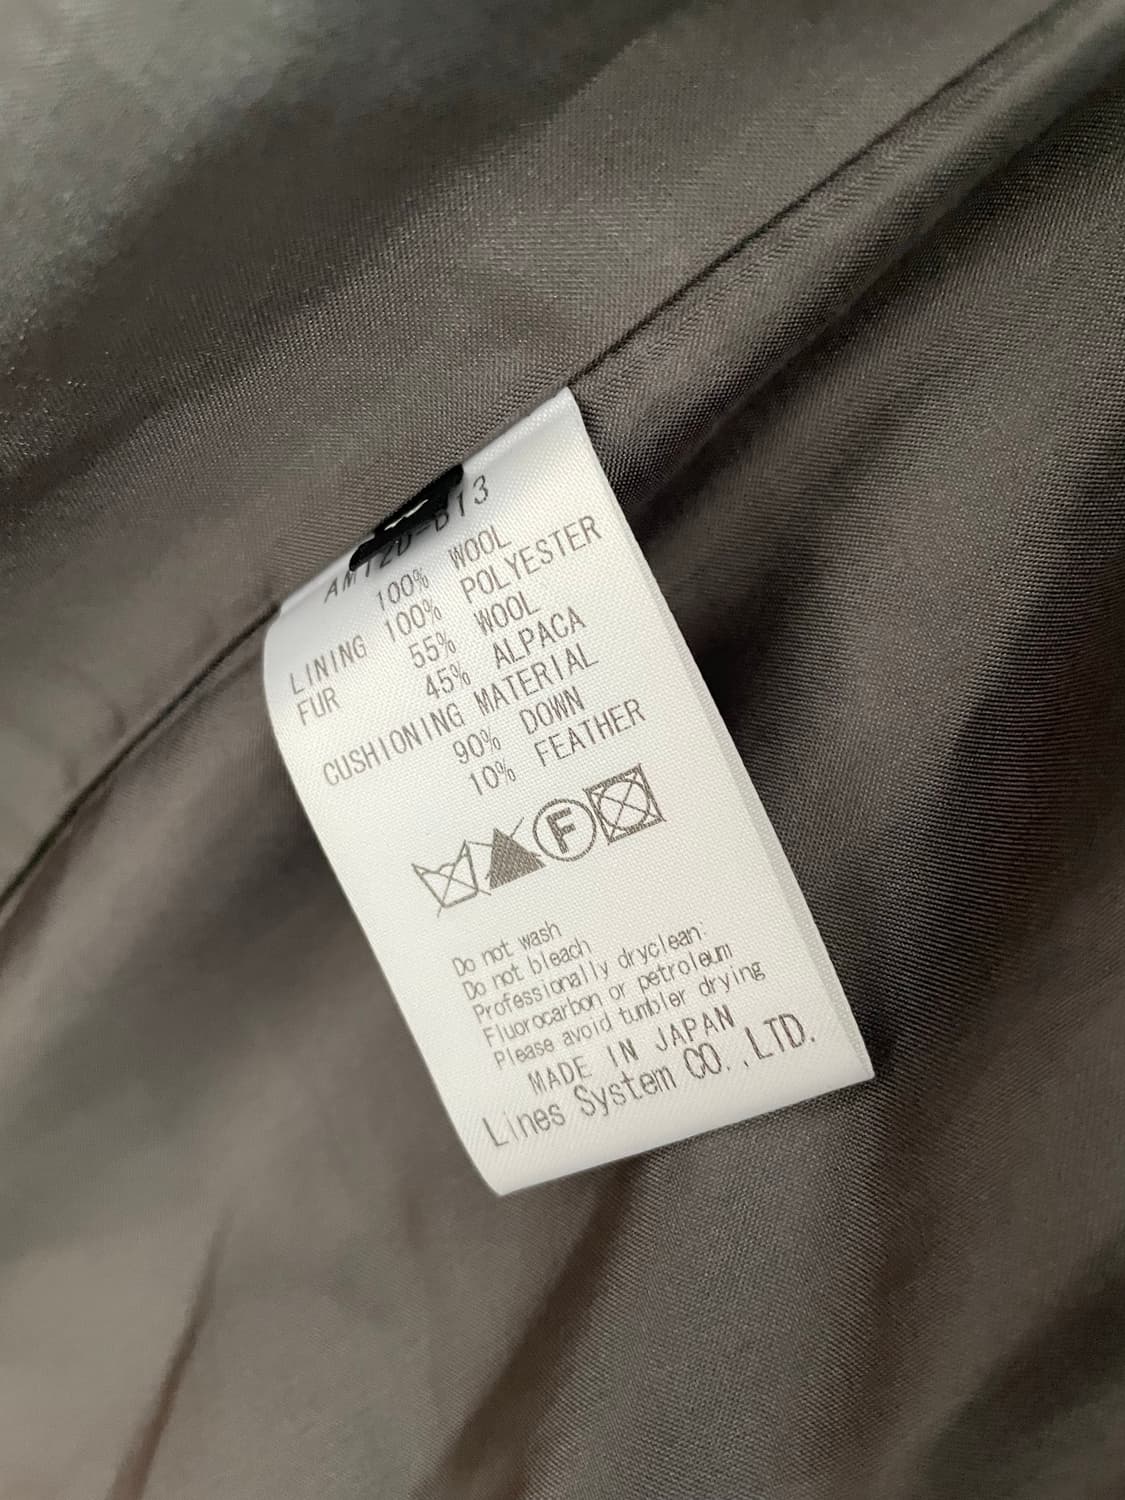 100% WOOL
LINING 100% POLYESTER
FUR 55% WOOL
45% ALPACA
CUSHIONING MATERIAL
90% DOWN
10% FEATHER
F
Do not wash
Do not bleach
Professionally dryclean:
Fluorocarbon or petroleum
Please avoid tumbler drying
MADE IN JAPAN
Lines System CO.,LTD.